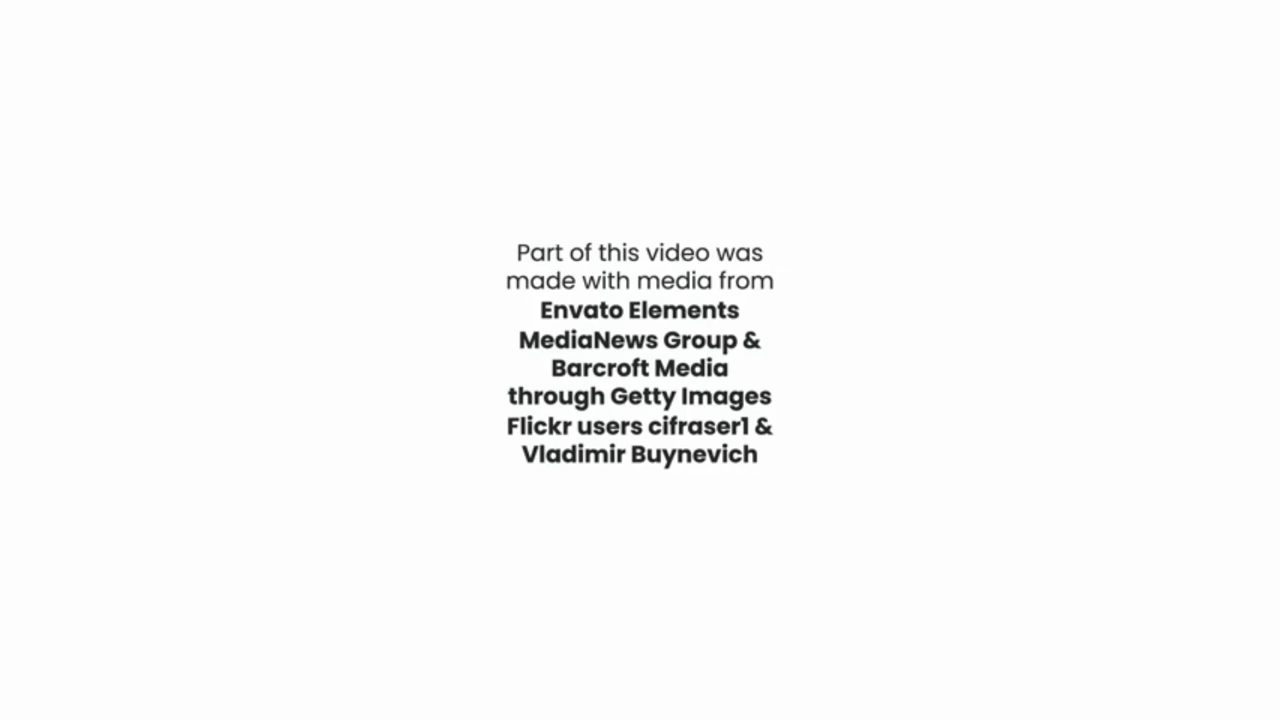 Part of this video was
made with media from
Envato Elements
MediaNews Group &
Barcroft Media
through Getty Images
Flickr users cifraser1 &
Vladimir Buynevich